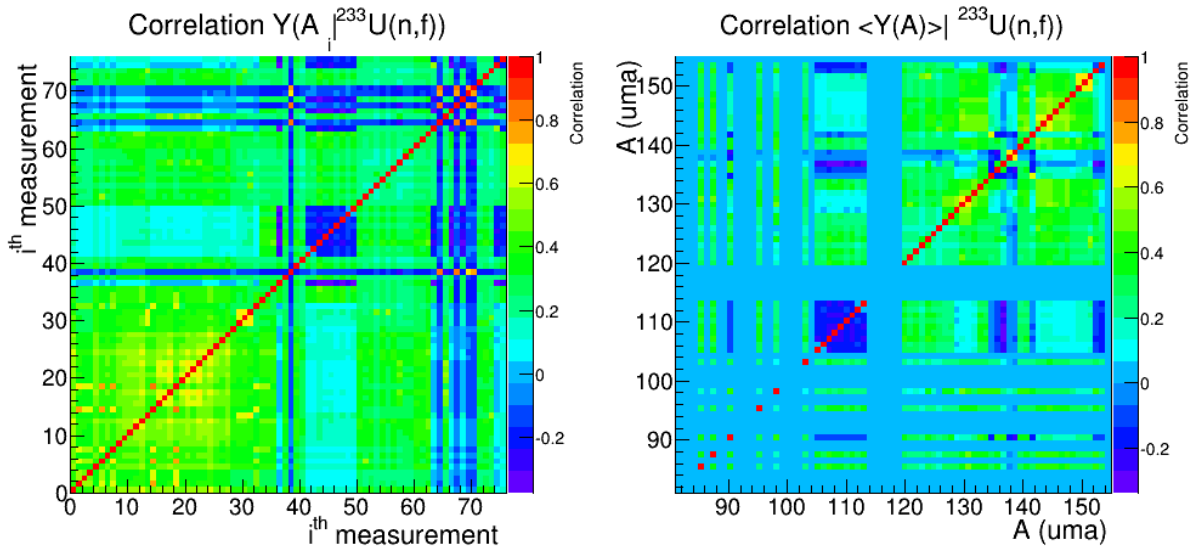 Correlation Y(A i|233U(n,f))
Correlation <Y(A)>| 233U(n,f))
ith measurement
70
60
50
40
30
20
10
0
0 10 20 30 40 50 60 70
ith measurement
1
0.8
0.6
0.4
0.2
0
-0.2
Correlation
A (uma)
150
140
130
120
110
100
90
90 100 110 120 130 140 150
A (uma)
1
0.8
0.6
0.4
0.2
0
-0.2
Correlation